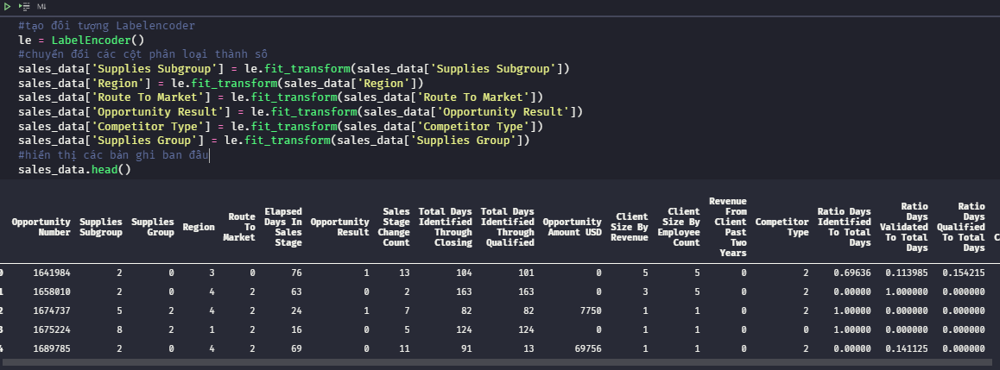 M↓
#tạo đối tượng Labelencoder
le = LabelEncoder()
#chuyển đổi các cột phân loại thành số
sales_data['Supplies Subgroup'] = le.fit_transform(sales_data['Supplies Subgroup'])
sales_data['Region'] = le.fit_transform(sales_data['Region'])
sales_data['Route To Market'] = le.fit_transform(sales_data['Route To Market'])
sales_data['Opportunity Result'] = le.fit_transform(sales_data['Opportunity Result'])
sales_data['Competitor Type'] = le.fit_transform(sales_data['Competitor Type'])
sales_data['Supplies Group'] = le.fit_transform(sales_data['Supplies Group'])
#hiển thị các bản ghi ban đầu
sales_data.head()
Opportunity Number Supplies Subgroup Supplies Group Region Route To Market Elapsed Days In Sales Stage Opportunity Result Sales Stage Change Count Total Days Identified Through Closing Total Days Identified Through Qualified Opportunity Amount USD Client Size By Revenue Client Size By Employee Count Revenue From Client Past Two Years Competitor Type Ratio Days Identified To Total Days Ratio Days Validated To Total Days Ratio Days Qualified To Total Days
0 1641984 2 0 3 0 76 1 13 104 101 0 5 5 0 2 0.69636 0.113985 0.154215
1 1658010 2 0 4 2 63 0 2 163 163 0 3 5 0 2 0.00000 1.000000 0.000000
2 1674737 5 2 4 2 24 1 7 82 82 7750 1 1 0 2 1.00000 0.000000 0.000000
3 1675224 8 2 1 2 16 0 5 124 124 0 1 1 0 0 1.00000 0.000000 0.000000
4 1689785 2 0 4 2 69 0 11 91 13 69756 1 1 0 2 0.00000 0.141125 0.000000